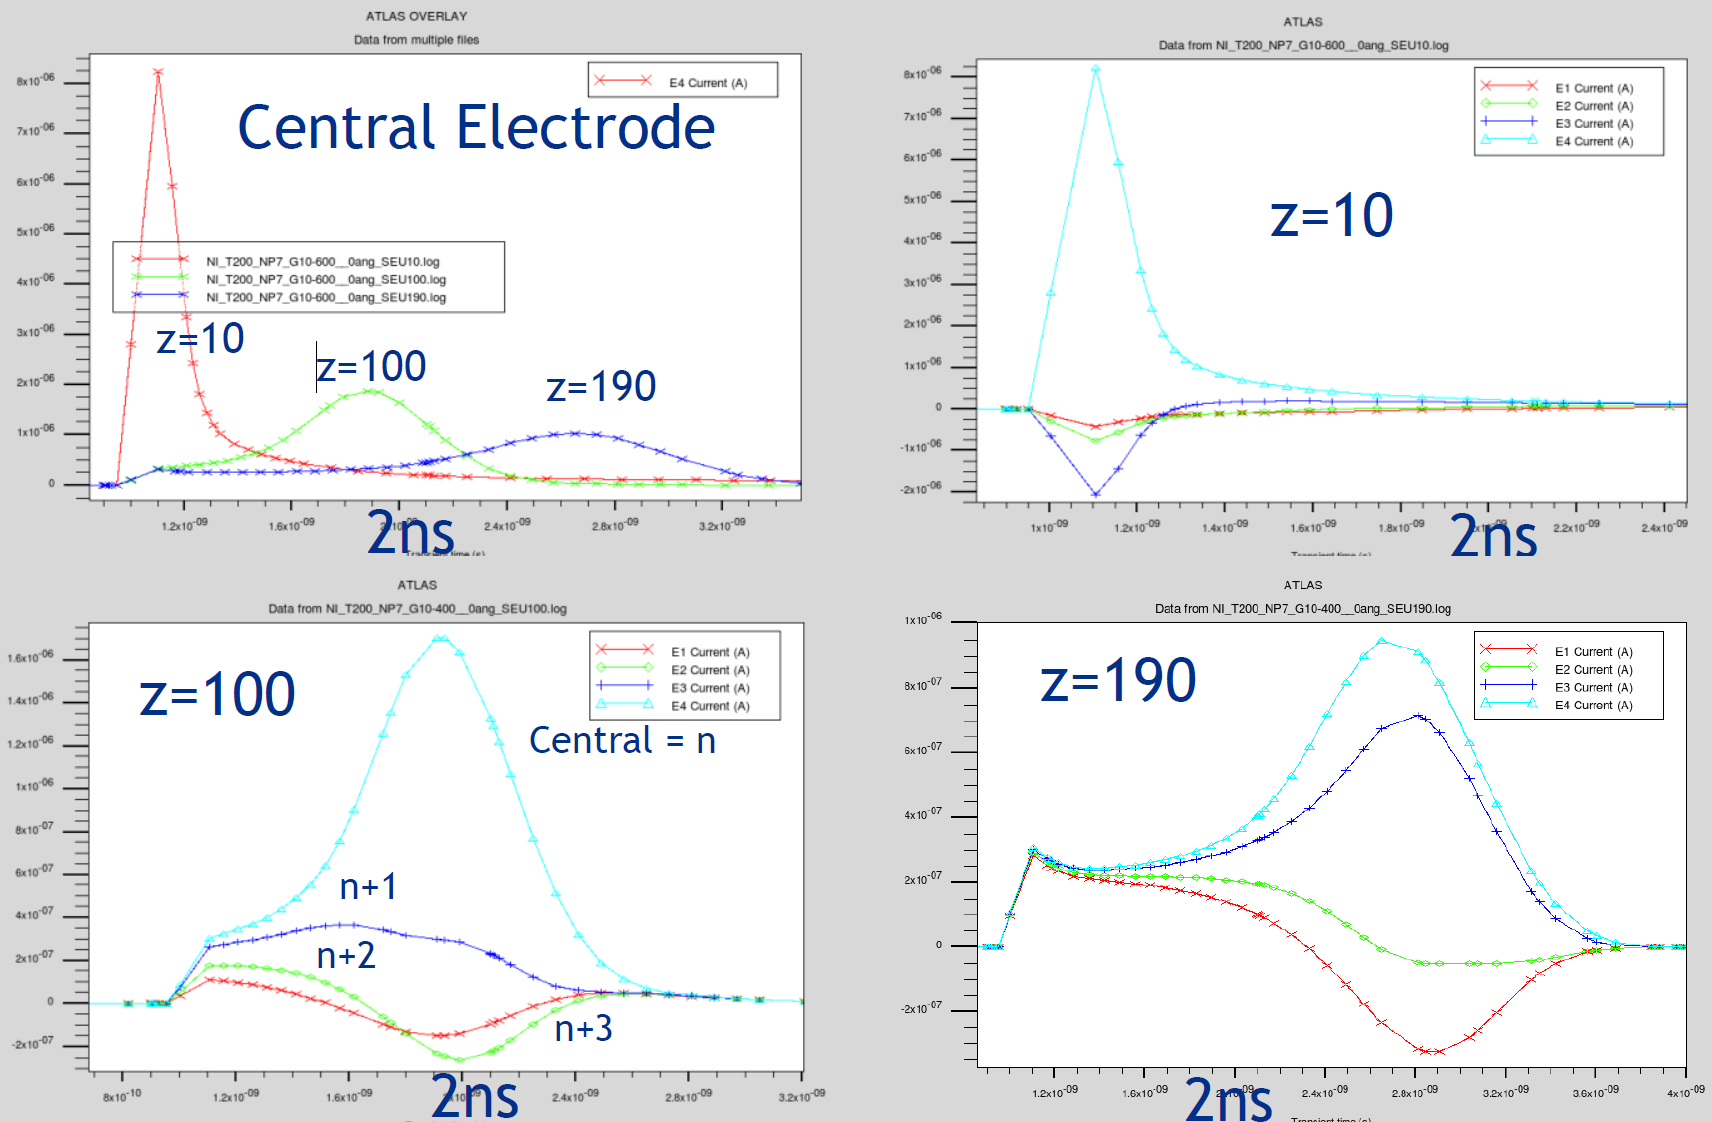 ATLAS OVERLAY
Data from multiple files
E4 Current (A)
Central Electrode
8x10-06
7x10-06
6x10-06
5x10-06
4x10-06
3x10-06
2x10-06
1x10-06
0
NI_T200_NP7_G10-600__0ang_SEU10.log
NI_T200_NP7_G10-600__0ang_SEU100.log
NI_T200_NP7_G10-600__0ang_SEU190.log
z=10
z=100
z=190
1.2x10-09
1.6x10-09
2ns
2.4x10-09
2.8x10-09
3.2x10-09
Transient time (s)
ATLAS
Data from NI_T200_NP7_G10-600__0ang_SEU10.log
E1 Current (A)
E2 Current (A)
E3 Current (A)
E4 Current (A)
z=10
8x10-06
7x10-06
6x10-06
5x10-06
4x10-06
3x10-06
2x10-06
1x10-06
0
-1x10-06
-2x10-06
1x10-09
1.2x10-09
1.4x10-09
1.6x10-09
1.8x10-09
2ns
2.2x10-09
2.4x10-09
Transient time (s)
ATLAS
Data from NI_T200_NP7_G10-400__0ang_SEU100.log
z=100
E1 Current (A)
E2 Current (A)
E3 Current (A)
E4 Current (A)
Central = n
n+1
n+2
n+3
1.6x10-06
1.4x10-06
1.2x10-06
1x10-06
8x10-07
6x10-07
4x10-07
2x10-07
0
-2x10-07
8x10-10
1.2x10-09
1.6x10-09
2ns
2.4x10-09
2.8x10-09
3.2x10-09
ATLAS
Data from NI_T200_NP7_G10-400__0ang_SEU190.log
z=190
E1 Current (A)
E2 Current (A)
E3 Current (A)
E4 Current (A)
1x10-06
8x10-07
6x10-07
4x10-07
2x10-07
0
-2x10-07
1.2x10-09
1.6x10-09
2ns
2.4x10-09
2.8x10-09
3.2x10-09
3.6x10-09
4x10-09
Transient time (s)